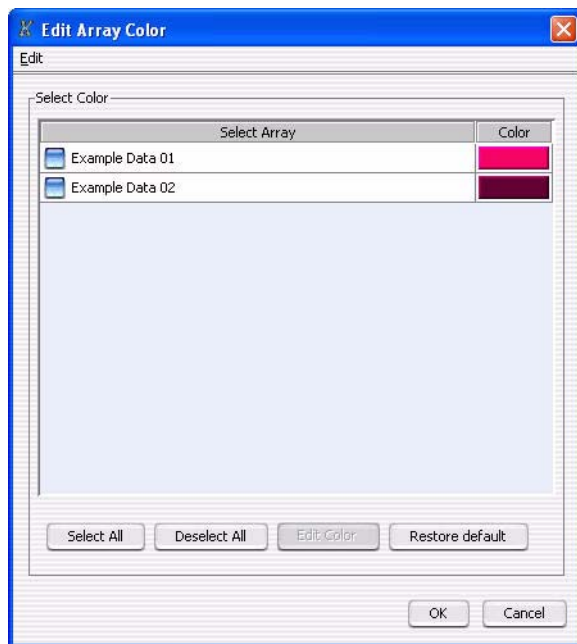 Edit Array Color
Edit
Select Color
Select Array Color
Example Data 01
Example Data 02
Select All Deselect All Edit Color Restore default
OK Cancel